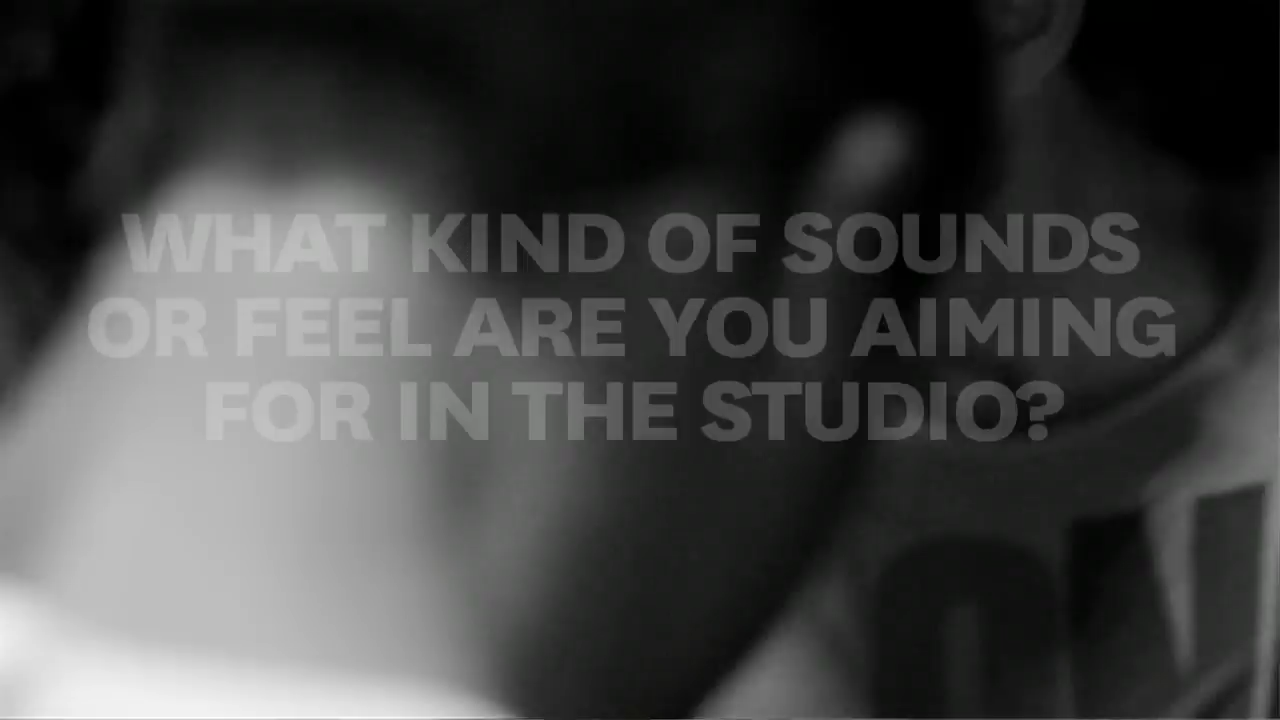 WHAT KIND OF SOUNDS
OR FEEL ARE YOU AIMING
FOR IN THE STUDIO?